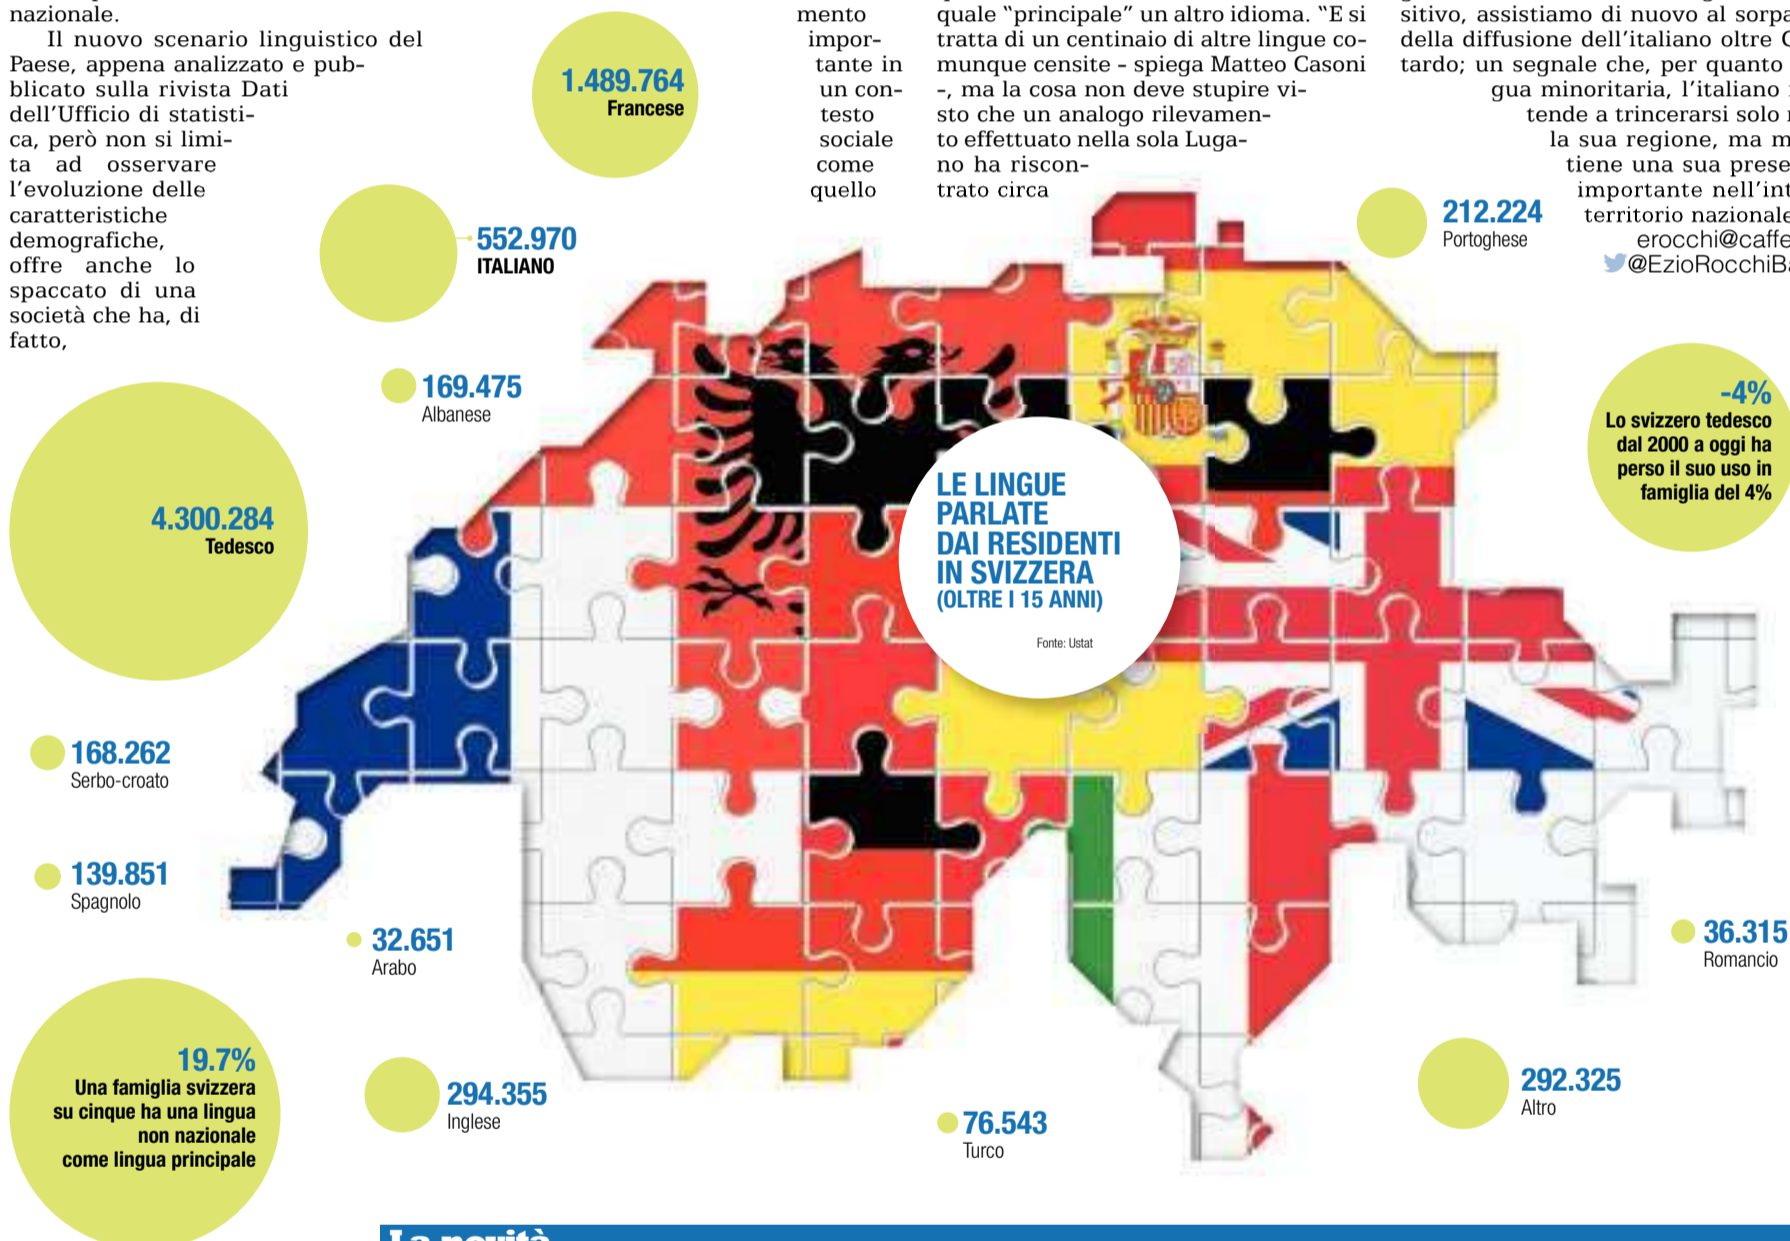 nazionale.
Il nuovo scenario linguistico del
Paese, appena analizzato e pub-
blicato sulla rivista Dati
dell'Ufficio di statisti-
ca, però non si limi-
ta ad osservare
l'evoluzione delle
caratteristiche
demografiche,
offre anche lo
spaccato di una
società che ha, di
fatto,
mento
impor-
tante in
un con-
testo
sociale
come
quello
quale “principale” un altro idioma. “E si
tratta di un centinaio di altre lingue co-
munque censite - spiega Matteo Casoni
-, ma la cosa non deve stupire vi-
sto che un analogo rilevamen-
to effettuato nella sola Luga-
no ha riscon-
trato circa
sitivo, assistiamo di nuovo al
della diffusione dell'italiano oltre
tardo; un segnale che, per quanto
gua minoritaria, l'italiano
tende a trincerarsi solo
la sua regione, ma
tiene una sua
importante
territorio nazionale
1.489.764
Francese
552.970
ITALIANO
212.224
Portoghese
169.475
Albanese
-4%
Lo svizzero tedesco
dal 2000 a oggi ha
perso il suo uso in
famiglia del 4%
4.300.284
Tedesco
LE LINGUE
PARLATE
DAI RESIDENTI
IN SVIZZERA
(OLTRE I 15 ANNI)
Fonte: Ustat
168.262
Serbo-croato
139.851
Spagnolo
32.651
Arabo
36.315
Romancio
19.7%
Una famiglia svizzera
su cinque ha una lingua
non nazionale
come lingua principale
294.355
Inglese
76.543
Turco
292.325
Altro
La novità